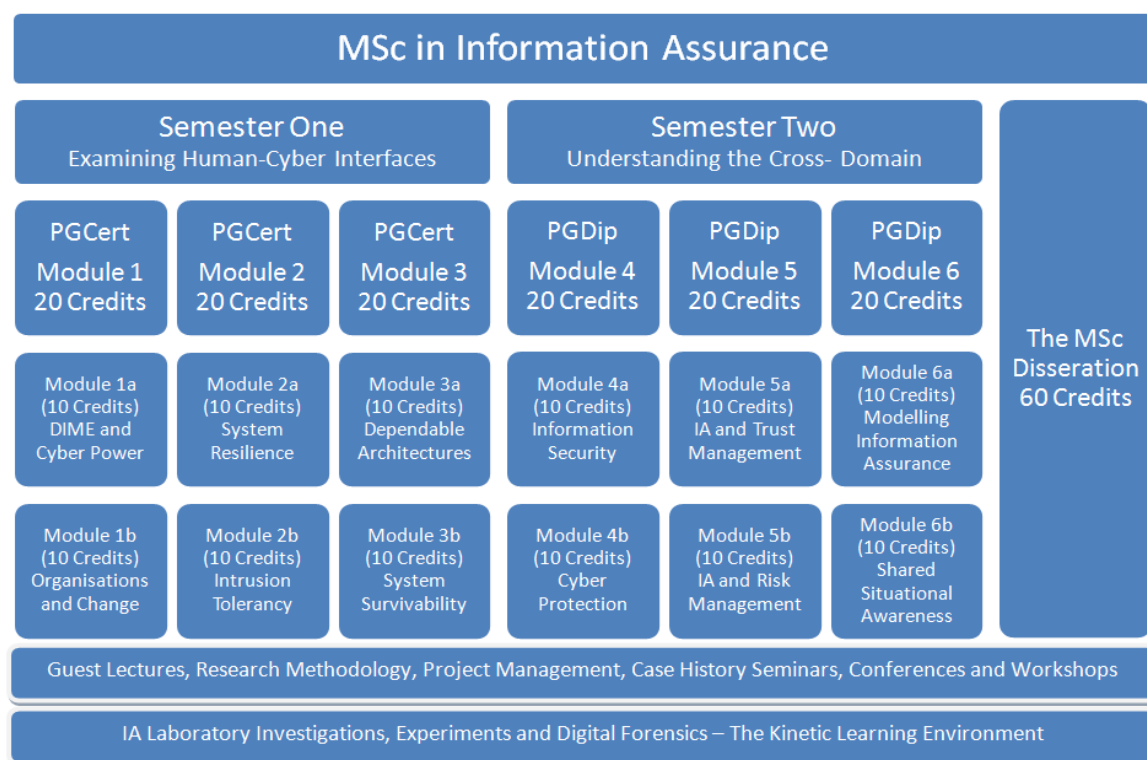 MSc in Information Assurance
Semester One
Examining Human-Cyber Interfaces
Semester Two
Understanding the Cross- Domain
PGCert
Module 1
20 Credits
PGCert
Module 2
20 Credits
PGCert
Module 3
20 Credits
PGDip
Module 4
20 Credits
PGDip
Module 5
20 Credits
PGDip
Module 6
20 Credits
The MSc
Disseration
60 Credits
Module 1a
(10 Credits)
DIME and
Cyber Power
Module 2a
(10 Credits)
System
Resilience
Module 3a
(10 Credits)
Dependable
Architectures
Module 4a
(10 Credits)
Information
Security
Module 5a
(10 Credits)
IA and Trust
Management
Module 6a
(10 Credits)
Modelling
Information
Assurance
Module 1b
(10 Credits)
Organisations
and Change
Module 2b
(10 Credits)
Intrusion
Tolerancy
Module 3b
(10 Credits)
System
Survivability
Module 4b
(10 Credits)
Cyber
Protection
Module 5b
(10 Credits)
IA and Risk
Management
Module 6b
(10 Credits)
Shared
Situational
Awareness
Guest Lectures, Research Methodology, Project Management, Case History Seminars, Conferences and Workshops
IA Laboratory Investigations, Experiments and Digital Forensics – The Kinetic Learning Environment